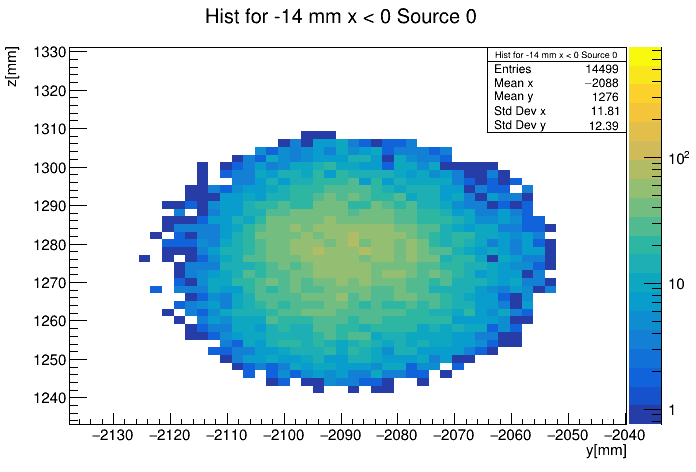 Hist for -14 mm x < 0 Source 0
z[mm]
1330
1320
1310
1300
1290
1280
1270
1260
1250
1240
Hist for -14 mm x < 0 Source 0
Entries 14499
Mean x −2088
Mean y 1276
Std Dev x 11.81
Std Dev y 12.39
10²
10
1
−2130 −2120 −2110 −2100 −2090 −2080 −2070 −2060 −2050 −2040
y[mm]